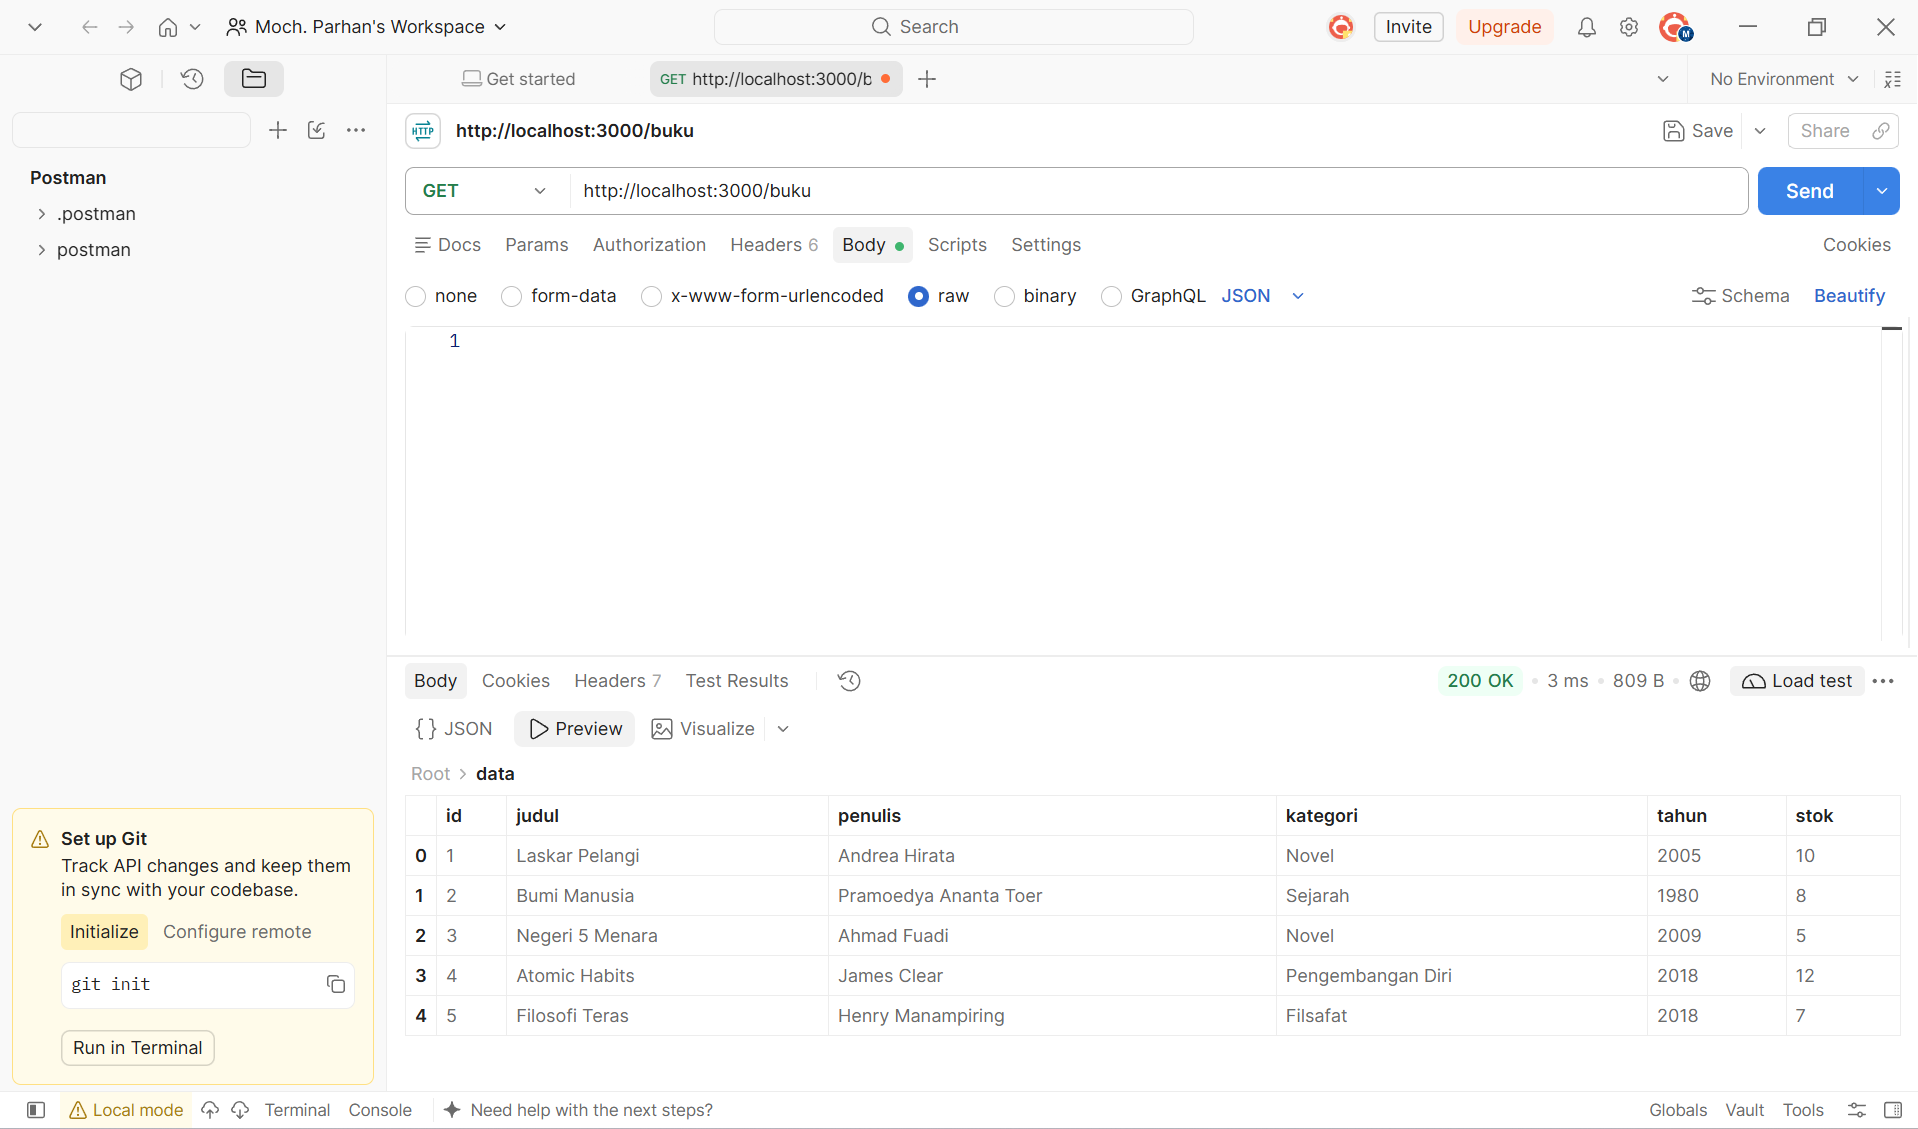 Moch. Parhan's Workspace
Search
Invite
Upgrade
M
Get started
GET http://localhost:3000/b
No Environment
HTTP http://localhost:3000/buku
Save
Share
Postman
.postman
postman
GET
http://localhost:3000/buku
Send
Docs Params Authorization Headers 6 Body Scripts Settings Cookies
none form-data x-www-form-urlencoded raw binary GraphQL JSON Schema Beautify
1
Body Cookies Headers 7 Test Results 200 OK 3 ms 809 B Load test
{} JSON Preview Visualize
Root > data
id judul penulis kategori tahun stok
0 1 Laskar Pelangi Andrea Hirata Novel 2005 10
1 2 Bumi Manusia Pramoedya Ananta Toer Sejarah 1980 8
2 3 Negeri 5 Menara Ahmad Fuadi Novel 2009 5
3 4 Atomic Habits James Clear Pengembangan Diri 2018 12
4 5 Filosofi Teras Henry Manampiring Filsafat 2018 7
Set up Git
Track API changes and keep them
in sync with your codebase.
Initialize Configure remote
git init
Run in Terminal
Local mode Terminal Console Need help with the next steps? Globals Vault Tools